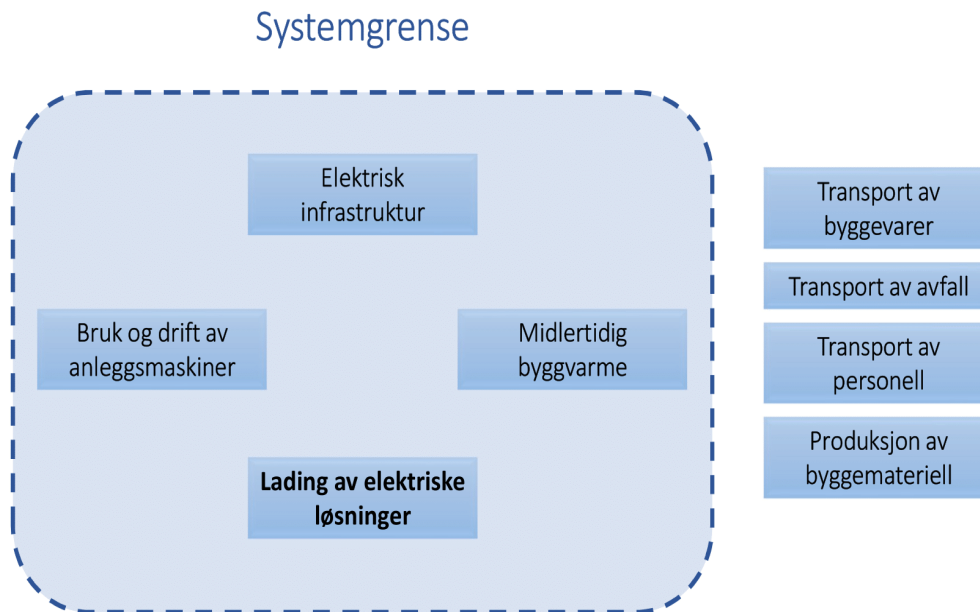 Systemgrense
Elektrisk
infrastruktur
Bruk og drift av
anleggsmaskiner
Midlertidig
byggvarme
Lading av elektriske
løsninger
Transport av
byggevarer
Transport av avfall
Transport av
personell
Produksjon av
byggemateriell